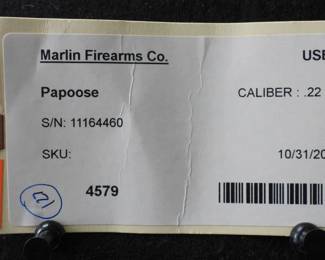 Marlin Firearms Co. USE
Papoose CALIBER : .22
S/N: 11164460
SKU: 10/31/20
4579